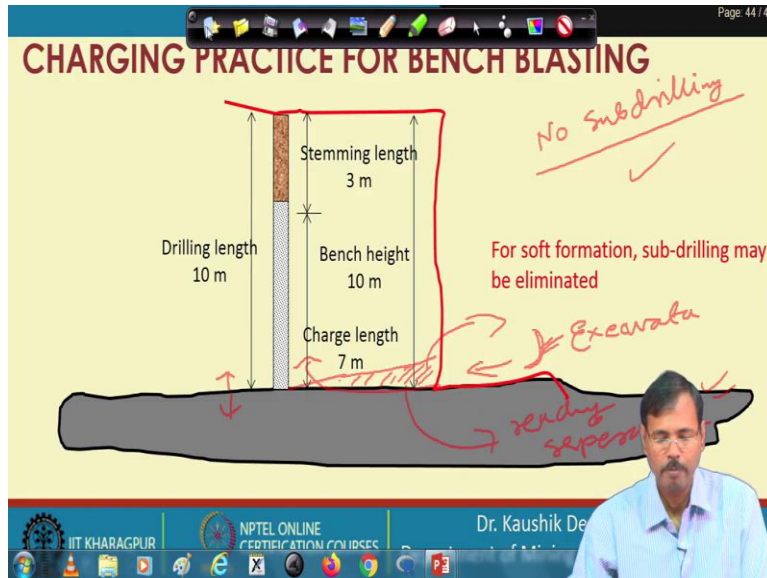 Page: 44 / 4
CHARGING PRACTICE FOR BENCH BLASTING
No Subdrilling
Stemming length
3 m
Drilling length
10 m
Bench height
10 m
For soft formation, sub-drilling may
be eliminated
Excavata
Charge length
7 m
IIT KHARAGPUR
NPTEL ONLINE
CERTIFICATION COURSES
Dr. Kaushik De